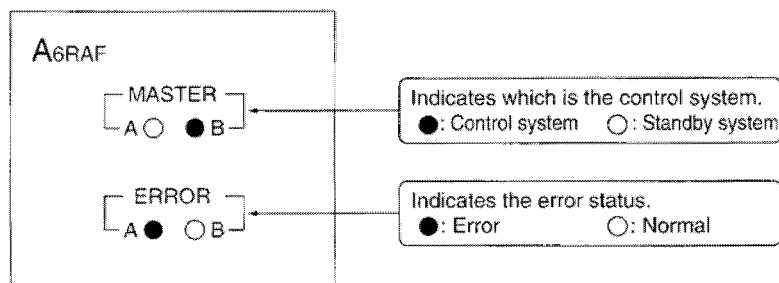 A6RAF
MASTER
A ○ ● B
Indicates which is the control system.
●: Control system ○: Standby system
ERROR
A ● ○ B
Indicates the error status.
●: Error ○: Normal